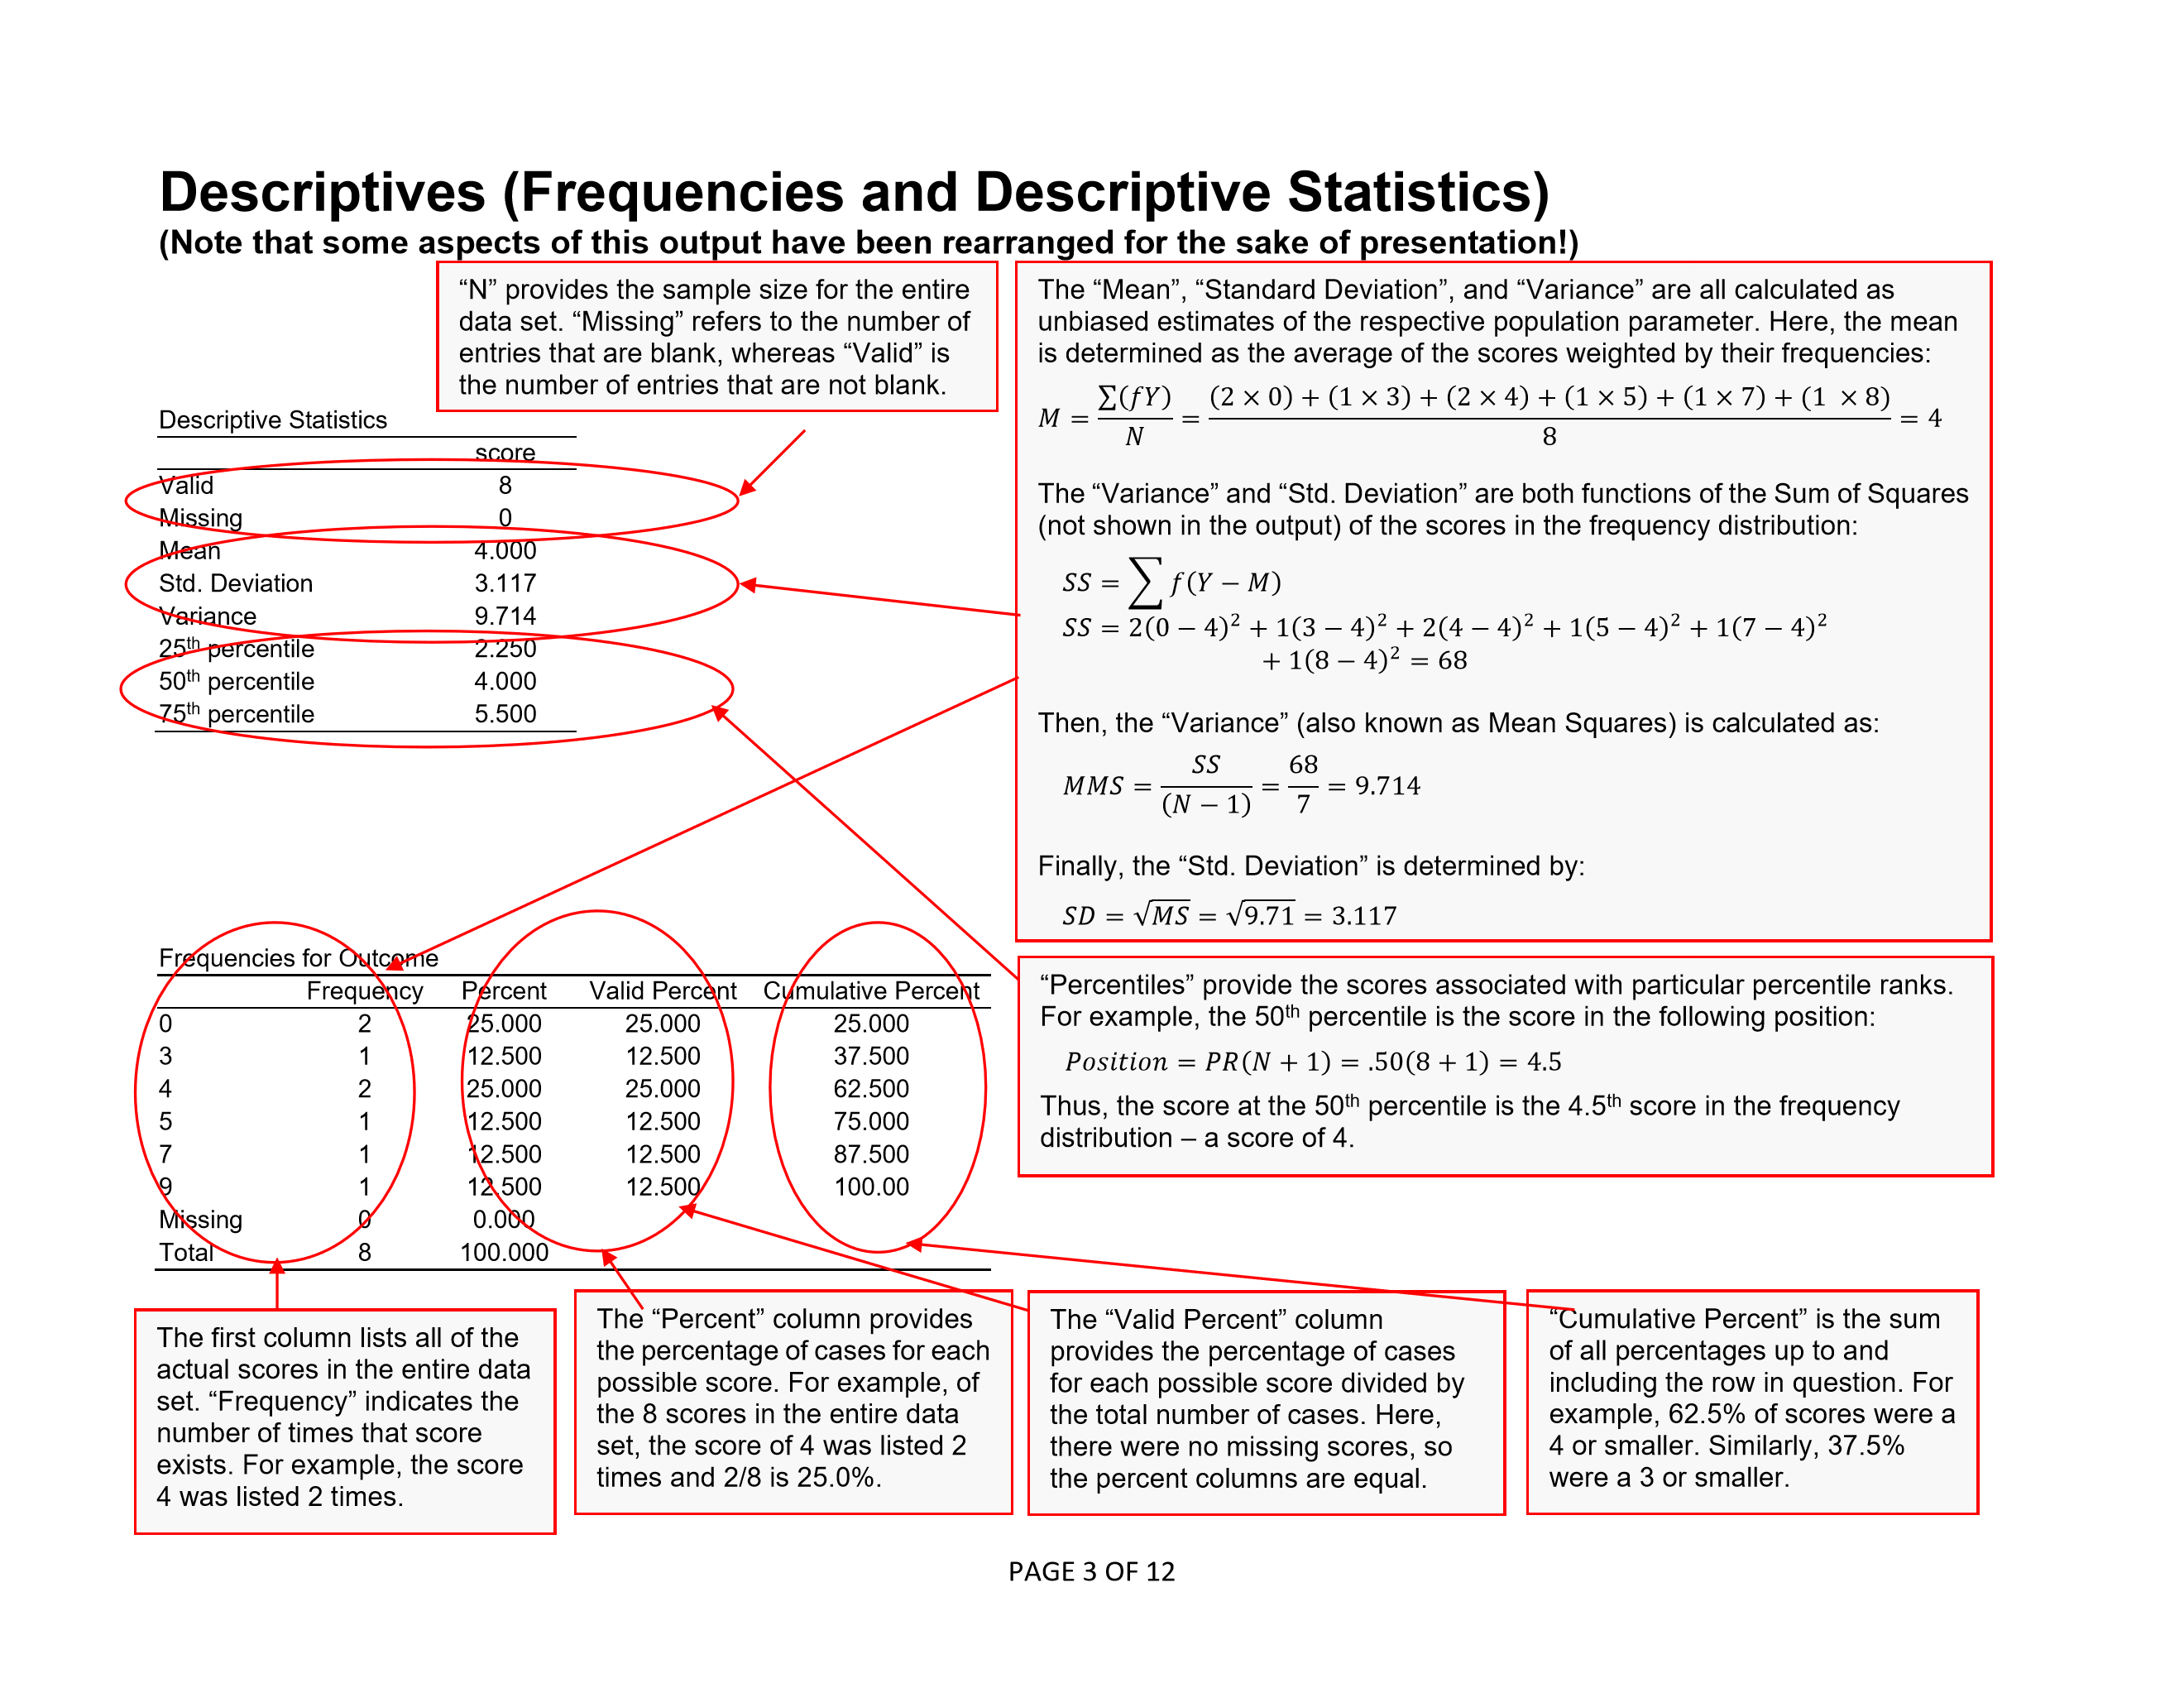 Descriptives (Frequencies and Descriptive Statistics)
(Note that some aspects of this output have been rearranged for the sake of presentation!)
“N” provides the sample size for the entire
data set. “Missing” refers to the number of
entries that are blank, whereas “Valid” is
the number of entries that are not blank.
Descriptive Statistics
score
Valid 8
Missing 0
Mean 4.000
Std. Deviation 3.117
Variance 9.714
25th percentile 2.250
50th percentile 4.000
75th percentile 5.500
The “Mean”, “Standard Deviation”, and “Variance” are all calculated as
unbiased estimates of the respective population parameter. Here, the mean
is determined as the average of the scores weighted by their frequencies:
M = ∑(fY) / N = (2 × 0) + (1 × 3) + (2 × 4) + (1 × 5) + (1 × 7) + (1 × 8) / 8 = 4
The “Variance” and “Std. Deviation” are both functions of the Sum of Squares
(not shown in the output) of the scores in the frequency distribution:
SS = ∑ f(Y − M)
SS = 2(0 − 4)² + 1(3 − 4)² + 2(4 − 4)² + 1(5 − 4)² + 1(7 − 4)²
+ 1(8 − 4)² = 68
Then, the “Variance” (also known as Mean Squares) is calculated as:
MMS = SS / (N − 1) = 68 / 7 = 9.714
Finally, the “Std. Deviation” is determined by:
SD = √MS = √9.71 = 3.117
Frequencies for Outcome
Frequency Percent Valid Percent Cumulative Percent
0 2 25.000 25.000 25.000
3 1 12.500 12.500 37.500
4 2 25.000 25.000 62.500
5 1 12.500 12.500 75.000
7 1 12.500 12.500 87.500
9 1 12.500 12.500 100.00
Missing 0 0.000
Total 8 100.000
“Percentiles” provide the scores associated with particular percentile ranks.
For example, the 50th percentile is the score in the following position:
Position = PR(N + 1) = .50(8 + 1) = 4.5
Thus, the score at the 50th percentile is the 4.5th score in the frequency
distribution – a score of 4.
The first column lists all of the
actual scores in the entire data
set. “Frequency” indicates the
number of times that score
exists. For example, the score
4 was listed 2 times.
The “Percent” column provides
the percentage of cases for each
possible score. For example, of
the 8 scores in the entire data
set, the score of 4 was listed 2
times and 2/8 is 25.0%.
The “Valid Percent” column
provides the percentage of cases
for each possible score divided by
the total number of cases. Here,
there were no missing scores, so
the percent columns are equal.
“Cumulative Percent” is the sum
of all percentages up to and
including the row in question. For
example, 62.5% of scores were a
4 or smaller. Similarly, 37.5%
were a 3 or smaller.
PAGE 3 OF 12